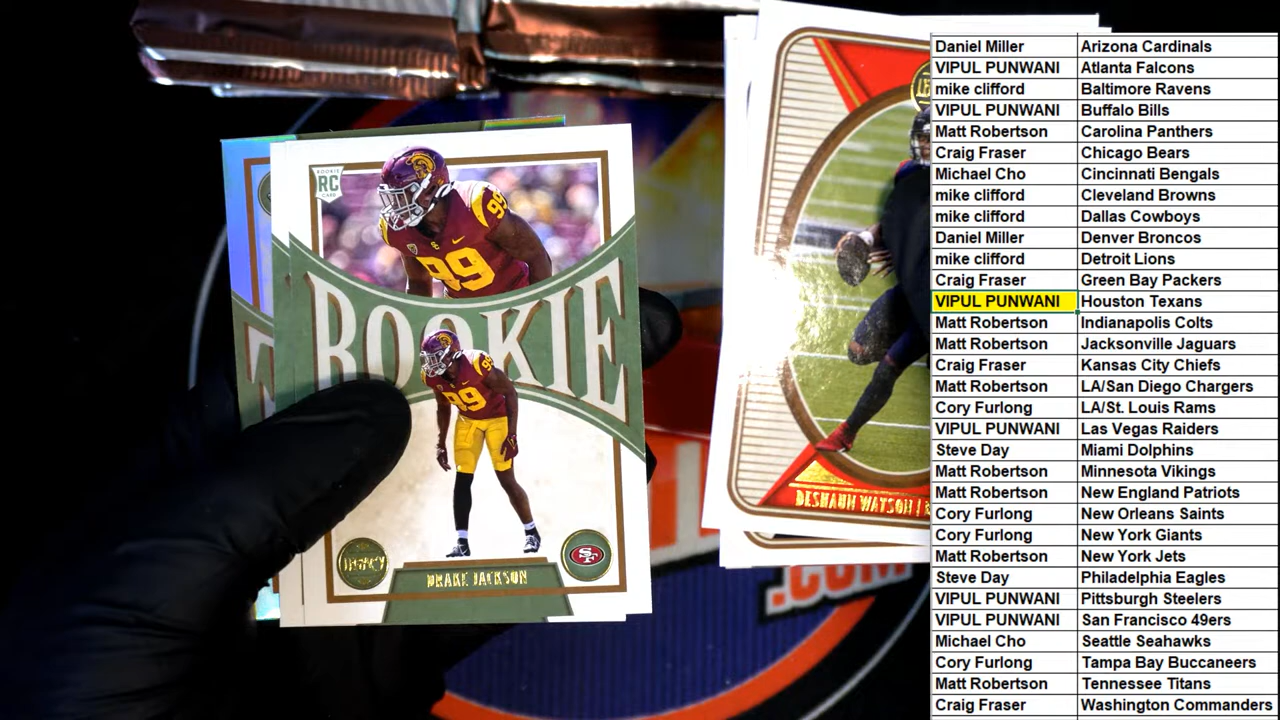 ROOKIE
RC
CARD
99
99
ROOKIE
99
LEGACY
SF
DRAKE JACKSON
DESHAUN WATSON |
.COM
Daniel Miller Arizona Cardinals
VIPUL PUNWANI Atlanta Falcons
mike clifford Baltimore Ravens
VIPUL PUNWANI Buffalo Bills
Matt Robertson Carolina Panthers
Craig Fraser Chicago Bears
Michael Cho Cincinnati Bengals
mike clifford Cleveland Browns
mike clifford Dallas Cowboys
Daniel Miller Denver Broncos
mike clifford Detroit Lions
Craig Fraser Green Bay Packers
VIPUL PUNWANI Houston Texans
Matt Robertson Indianapolis Colts
Matt Robertson Jacksonville Jaguars
Craig Fraser Kansas City Chiefs
Matt Robertson LA/San Diego Chargers
Cory Furlong LA/St. Louis Rams
VIPUL PUNWANI Las Vegas Raiders
Steve Day Miami Dolphins
Matt Robertson Minnesota Vikings
Matt Robertson New England Patriots
Cory Furlong New Orleans Saints
Cory Furlong New York Giants
Matt Robertson New York Jets
Steve Day Philadelphia Eagles
VIPUL PUNWANI Pittsburgh Steelers
VIPUL PUNWANI San Francisco 49ers
Michael Cho Seattle Seahawks
Cory Furlong Tampa Bay Buccaneers
Matt Robertson Tennessee Titans
Craig Fraser Washington Commanders